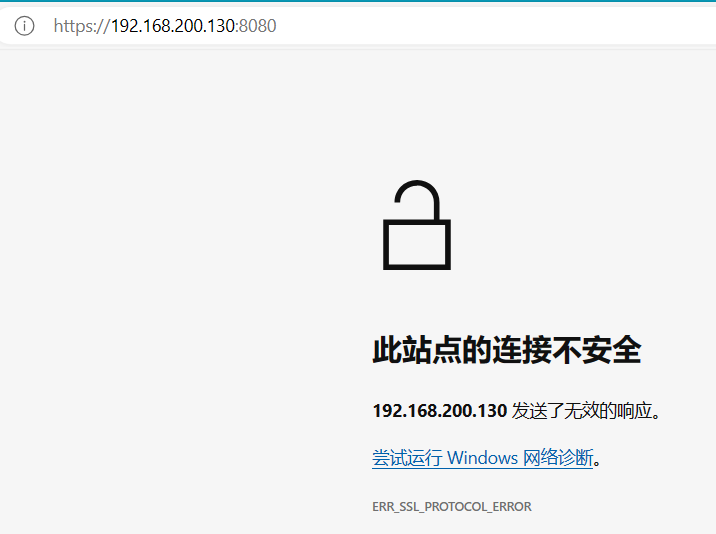 https://192.168.200.130:8080
此站点的连接不安全
192.168.200.130 发送了无效的响应。
尝试运行 Windows 网络诊断。
ERR_SSL_PROTOCOL_ERROR